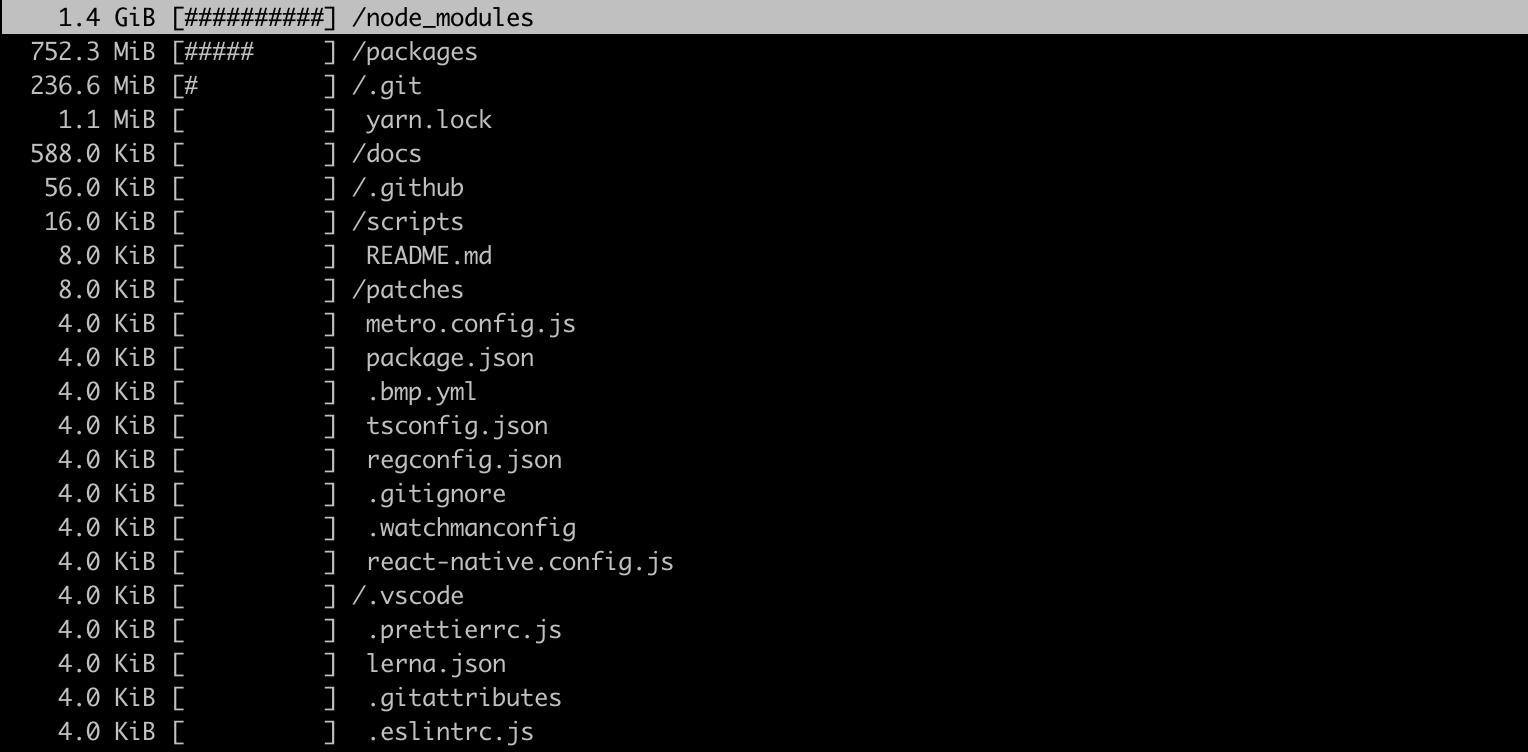 1.4 GiB [##########] /node_modules
752.3 MiB [#####     ] /packages
236.6 MiB [#         ] /.git
1.1 MiB [          ]  yarn.lock
588.0 KiB [          ] /docs
56.0 KiB [          ] /.github
16.0 KiB [          ] /scripts
8.0 KiB [          ]  README.md
8.0 KiB [          ] /patches
4.0 KiB [          ]  metro.config.js
4.0 KiB [          ]  package.json
4.0 KiB [          ]  .bmp.yml
4.0 KiB [          ]  tsconfig.json
4.0 KiB [          ]  regconfig.json
4.0 KiB [          ]  .gitignore
4.0 KiB [          ]  .watchmanconfig
4.0 KiB [          ]  react-native.config.js
4.0 KiB [          ] /.vscode
4.0 KiB [          ]  .prettierrc.js
4.0 KiB [          ]  lerna.json
4.0 KiB [          ]  .gitattributes
4.0 KiB [          ]  .eslintrc.js